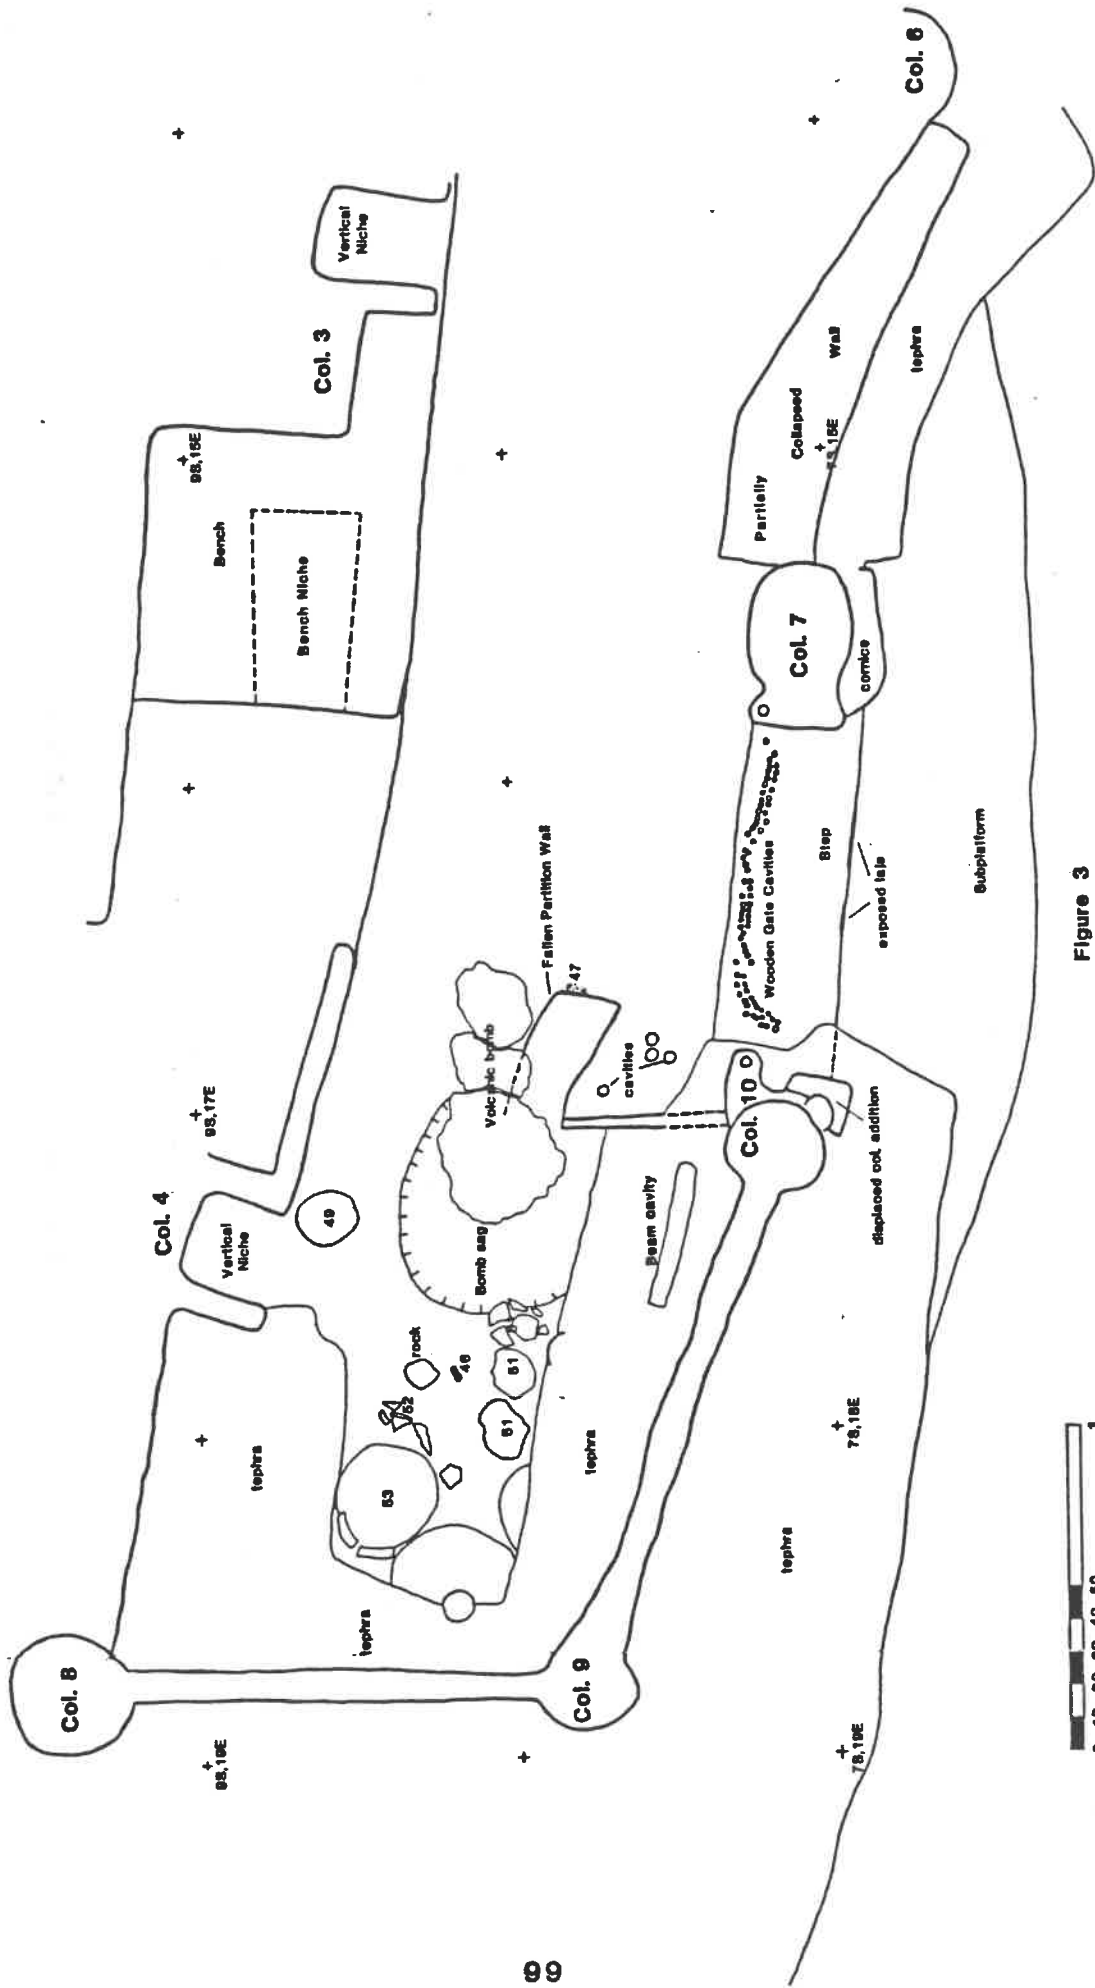 Col. 8
98,19E
Col. 9
78,19E
tephra
tephra
tephra
tephra
Col. 4
Vertical
Niche
98,17E
49
53
52
rock
46
51
51
Bomb sag
Volcanic bomb
Fallen Partition Wall
47
cavities
Beam cavity
Col. 10
displaced col. addition
78,18E
Bench
Bench Niche
98,15E
Col. 3
Vertical
Niche
Wooden Gate Cavities
Step
exposed laja
Subplatform
Col. 7
cornice
Partially
Collapsed
Wall
tephra
Col. 6
Figure 3
66